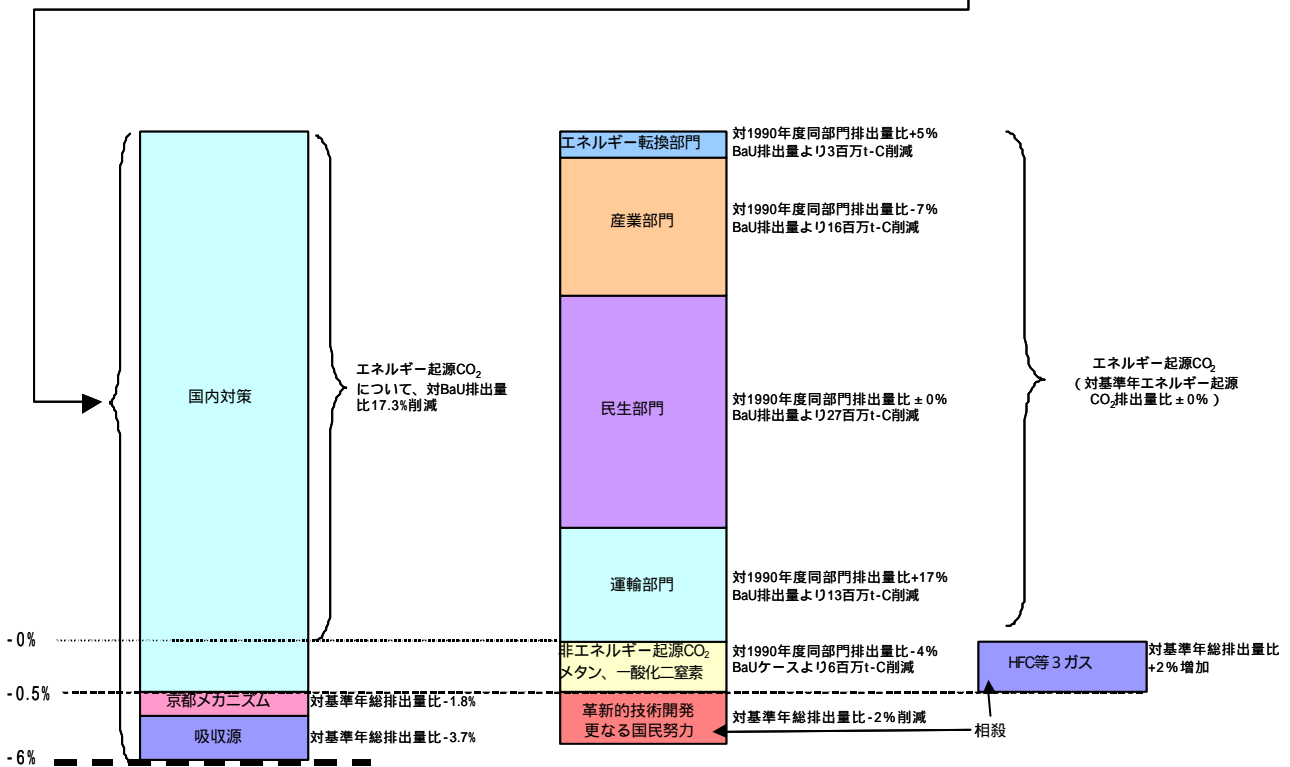 国内対策
エネルギー起源CO2
について、対BaU排出量
比17.3%削減
-0%
-0.5%
京都メカニズム
対基準年総排出量比-1.8%
吸収源
対基準年総排出量比-3.7%
-6%
エネルギー転換部門
対1990年度同部門排出量比+5%
BaU排出量より3百万t-C削減
産業部門
対1990年度同部門排出量比-7%
BaU排出量より16百万t-C削減
民生部門
対1990年度同部門排出量比±0%
BaU排出量より27百万t-C削減
運輸部門
対1990年度同部門排出量比+17%
BaU排出量より13百万t-C削減
非エネルギー起源CO2
メタン、一酸化二窒素
対1990年度同部門排出量比-4%
BaUケースより6百万t-C削減
革新的技術開発
更なる国民努力
対基準年総排出量比-2%削減
エネルギー起源CO2
(対基準年エネルギー起源
CO2排出量比±0%)
HFC等3ガス
対基準年総排出量比
+2%増加
相殺